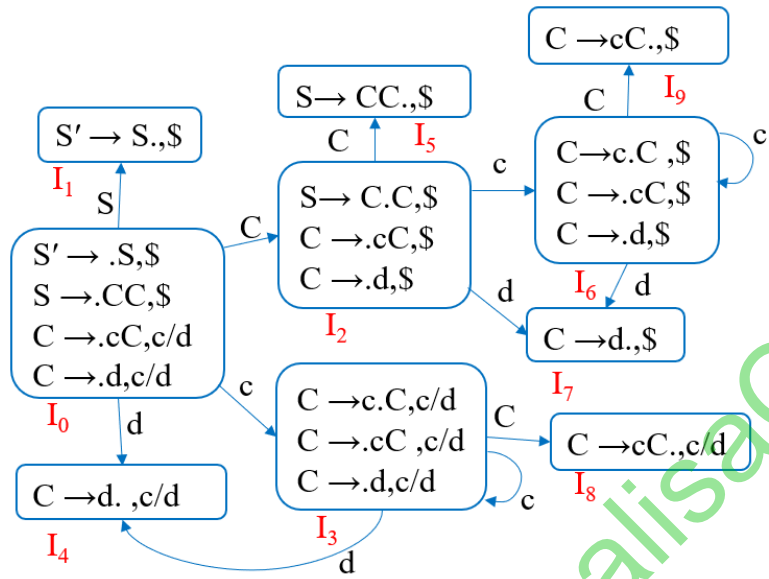 C →cC.,$
I₉
S→ CC.,$
I₅
C
C
c
S′ → S.,$
I₁
S
C→c.C ,$
C →.cC,$
C →.d,$
I₆
c
S→ C.C,$
C →.cC,$
C →.d,$
I₂
C
S′ → .S,$
S →.CC,$
C →.cC,c/d
C →.d,c/d
I₀
d
d
C →d.,$
I₇
c
d
C →c.C,c/d
C →.cC ,c/d
C →.d,c/d
I₃
C
c
C →cC.,c/d
I₈
C →d. ,c/d
I₄
d